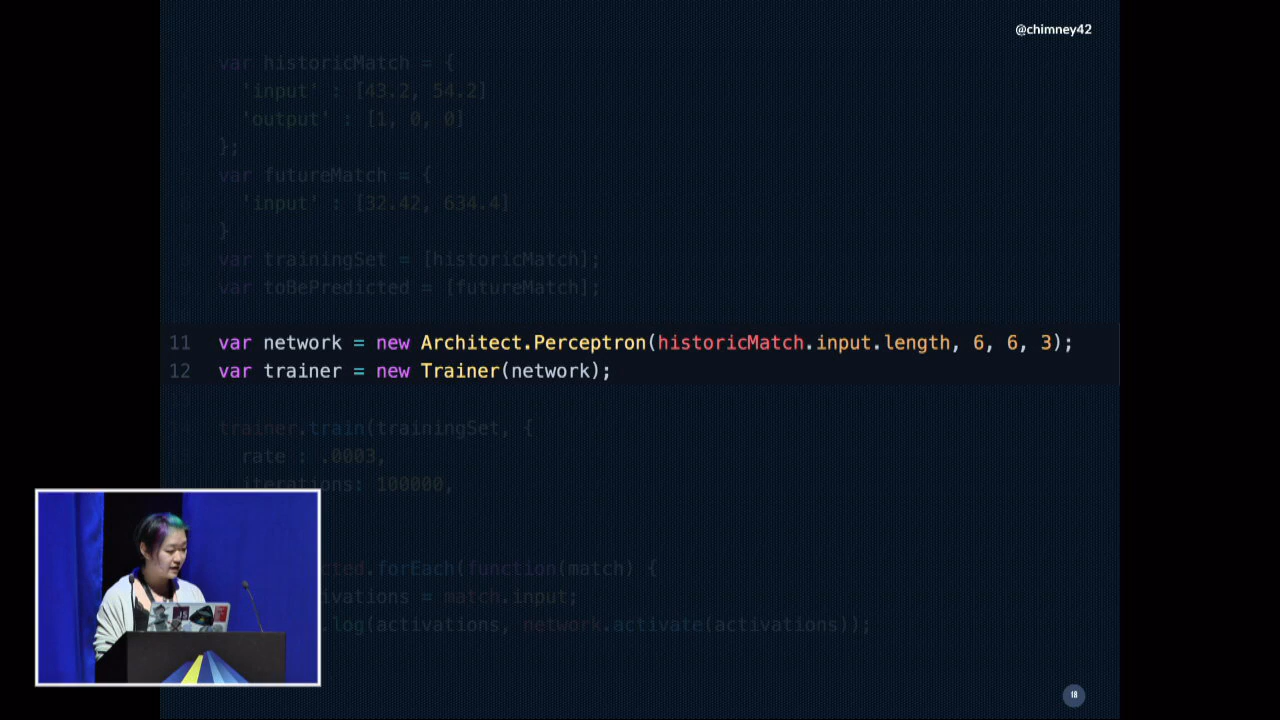 @chimney42
var historicMatch = {
'input' : [43.2, 54.2]
'output' : [1, 0, 0]
};
var futureMatch = {
'input' : [32.42, 634.4]
}
var trainingSet = [historicMatch];
var toBePredicted = [futureMatch];
11 var network = new Architect.Perceptron(historicMatch.input.length, 6, 6, 3);
12 var trainer = new Trainer(network);
trainer.train(trainingSet, {
rate : .0003,
iterations: 100000,
cted.forEach(function(match) {
ivations = match.input;
.log(activations, network.activate(activations));
JS
18